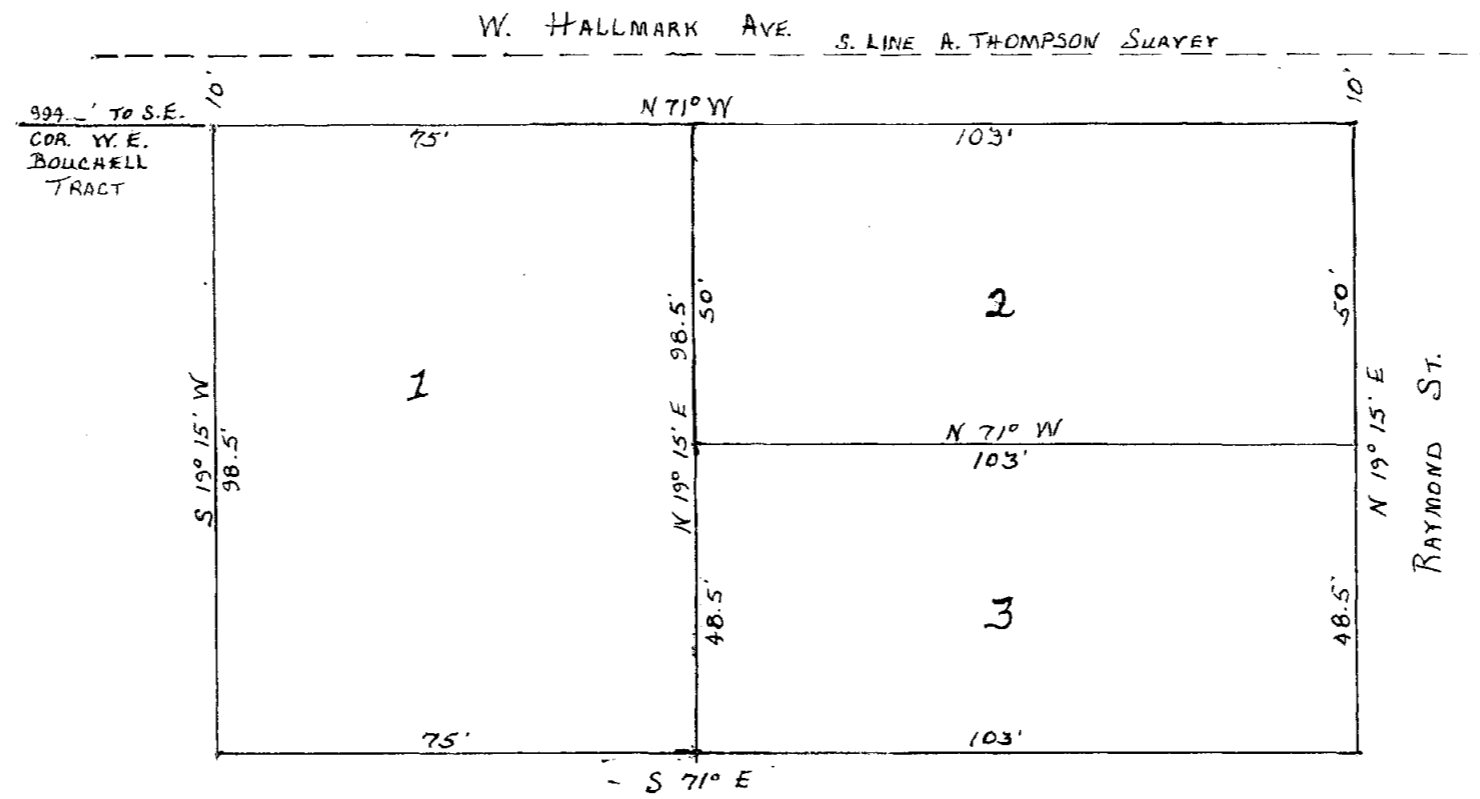 W. HALLMARK AVE.
S. LINE A. THOMPSON SURVEY
10'
10'
TO S.E.
COR. W. E.
BOUCHELL
TRACT
N 71° W
75'
103'
1
2
3
S 19° 15' W
98.5'
N 19° 15' E 98.5'
50'
50'
N 71° W
103'
N 19° 15' E
RAYMOND ST.
48.5'
48.5'
75'
103'
S 71° E